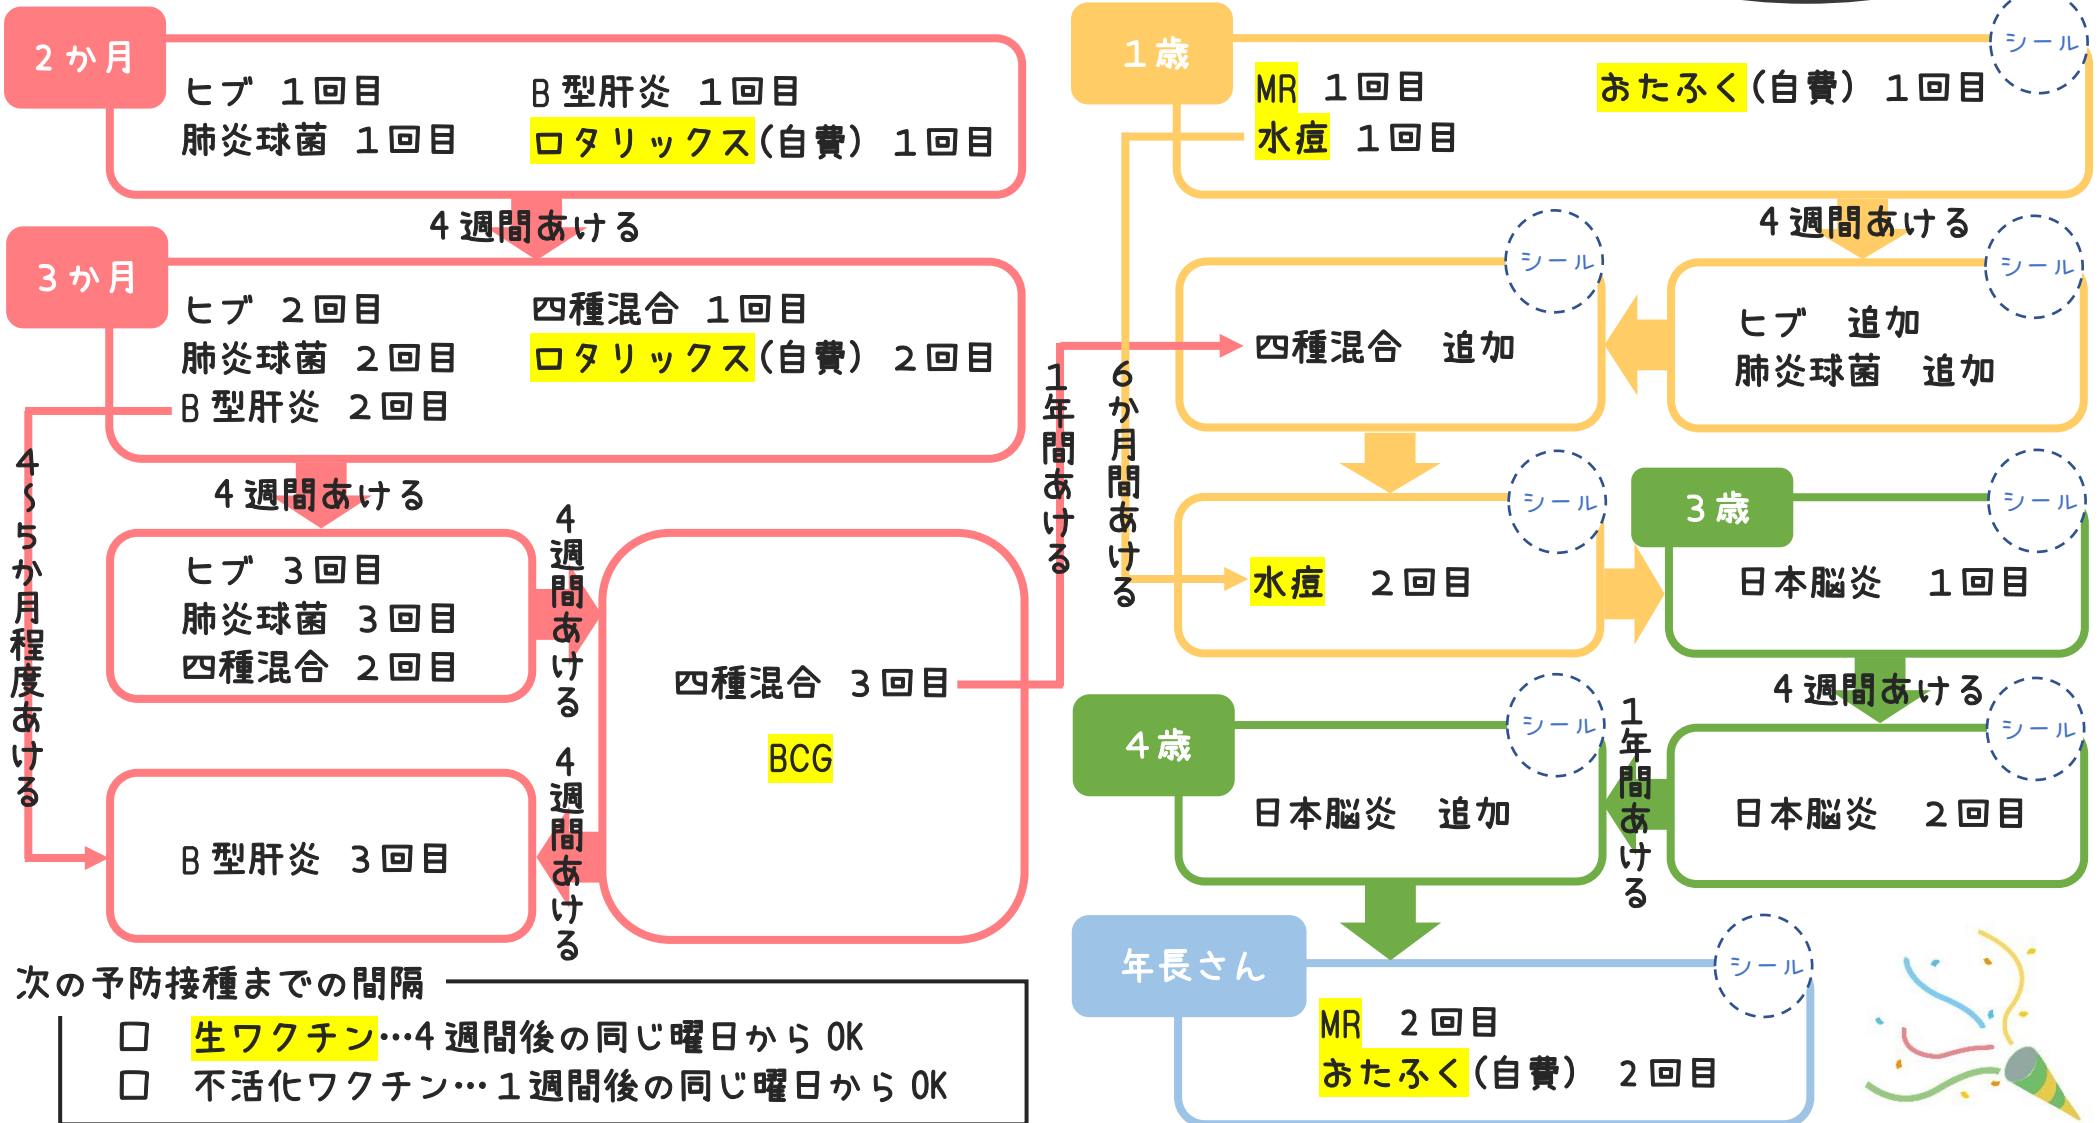 2か月
ヒブ 1回目
肺炎球菌 1回目
B型肝炎 1回目
ロタリックス(自費) 1回目
4週間あける
3か月
ヒブ 2回目
肺炎球菌 2回目
B型肝炎 2回目
四種混合 1回目
ロタリックス(自費) 2回目
4~5か月程度あける
4週間あける
ヒブ 3回目
肺炎球菌 3回目
四種混合 2回目
4週間あける
四種混合 3回目
BCG
4週間あける
B型肝炎 3回目
1年間あける
6か月間あける
次の予防接種までの間隔
□ 生ワクチン…4週間後の同じ曜日からOK
□ 不活化ワクチン…1週間後の同じ曜日からOK
1歳
シール
MR 1回目
水痘 1回目
おたふく(自費) 1回目
4週間あける
シール
ヒブ 追加
肺炎球菌 追加
シール
四種混合 追加
シール
水痘 2回目
3歳
シール
日本脳炎 1回目
4週間あける
シール
日本脳炎 2回目
1年間あける
4歳
シール
日本脳炎 追加
年長さん
シール
MR 2回目
おたふく(自費) 2回目